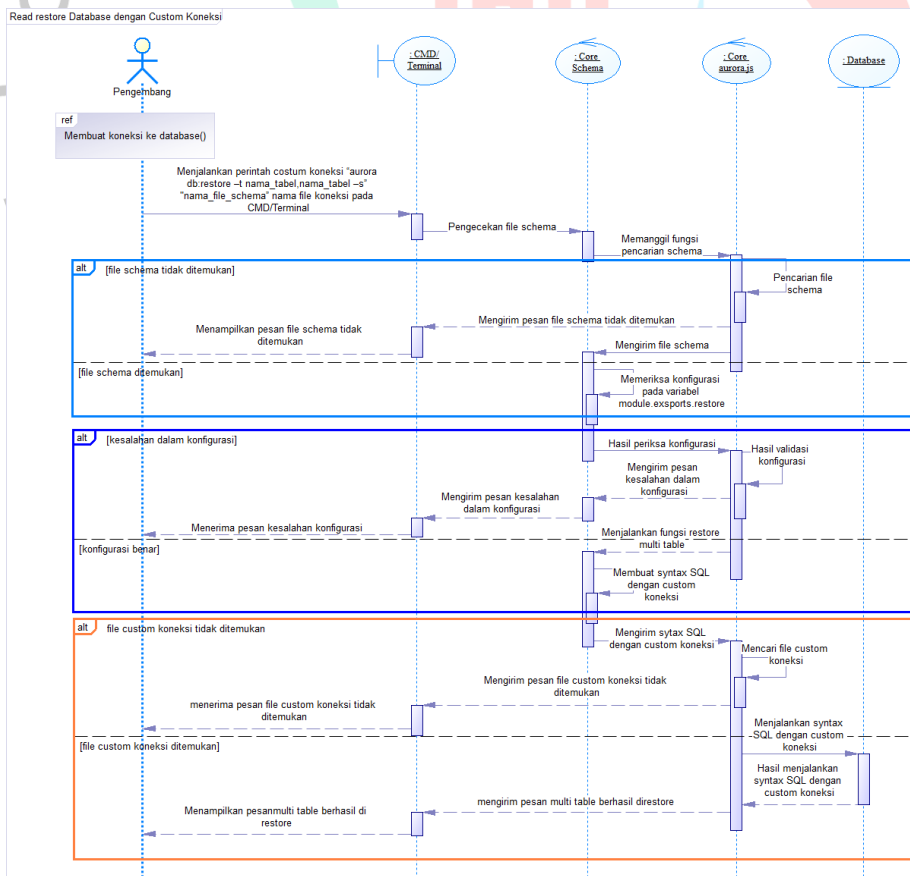 Read restore Database dengan Custom Koneksi
: CMD/
Terminal
: Core
Schema
: Core
aurora.js
: Database
Pengembang
ref
Membuat koneksi ke database()
Menjalankan perintah costum koneksi “aurora
db:restore –t nama_tabel,nama_tabel –s”
"nama_file_schema" nama file koneksi pada
CMD/Terminal
Pengecekan file schema
Memanggil fungsi
pencarian schema
alt
[file schema tidak ditemukan]
Pencarian file
schema
Mengirim pesan file schema tidak ditemukan
Menampilkan pesan file schema tidak
ditemukan
Mengirim file schema
[file schema ditemukan]
Memeriksa konfigurasi
pada variabel
module.exsports.restore
alt
[kesalahan dalam konfigurasi]
Hasil periksa konfigurasi
Hasil validasi
konfigurasi
Mengirim pesan
kesalahan dalam
konfigurasi
Mengirim pesan kesalahan
dalam konfigurasi
Menerima pesan kesalahan konfigurasi
Menjalankan fungsi restore
multi table
[konfigurasi benar]
Membuat syntax SQL
dengan custom
koneksi
alt
file custom koneksi tidak ditemukan
Mengirim sytax SQL
dengan custom koneksi
Mencari file custom
koneksi
Mengirim pesan file custom koneksi tidak
ditemukan
menerima pesan file custom koneksi tidak
ditemukan
Menjalankan syntax
SQL dengan custom
koneksi
[file custom koneksi ditemukan]
Hasil menjalankan
syntax SQL dengan
custom koneksi
mengirim pesan multi table berhasil direstore
Menampilkan pesanmulti table berhasil di
restore